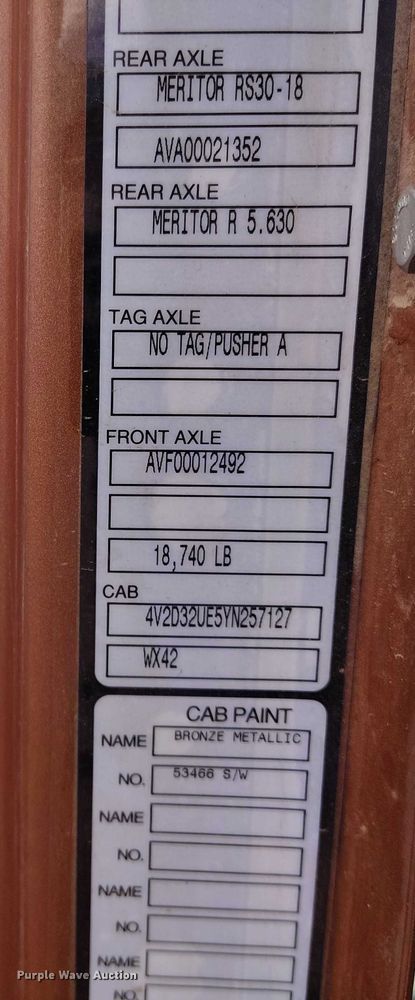 REAR AXLE
MERITOR RS30-18
AVA00021352
REAR AXLE
MERITOR R 5.630
TAG AXLE
NO TAG/PUSHER A
FRONT AXLE
AVF00012492
18,740 LB
CAB
4V2D32UE5YN257127
WX42
CAB PAINT
NAME BRONZE METALLIC
NO. 53466 S/W
NAME
NO.
NAME
NO.
NAME
NO.
Purple Wave Auction